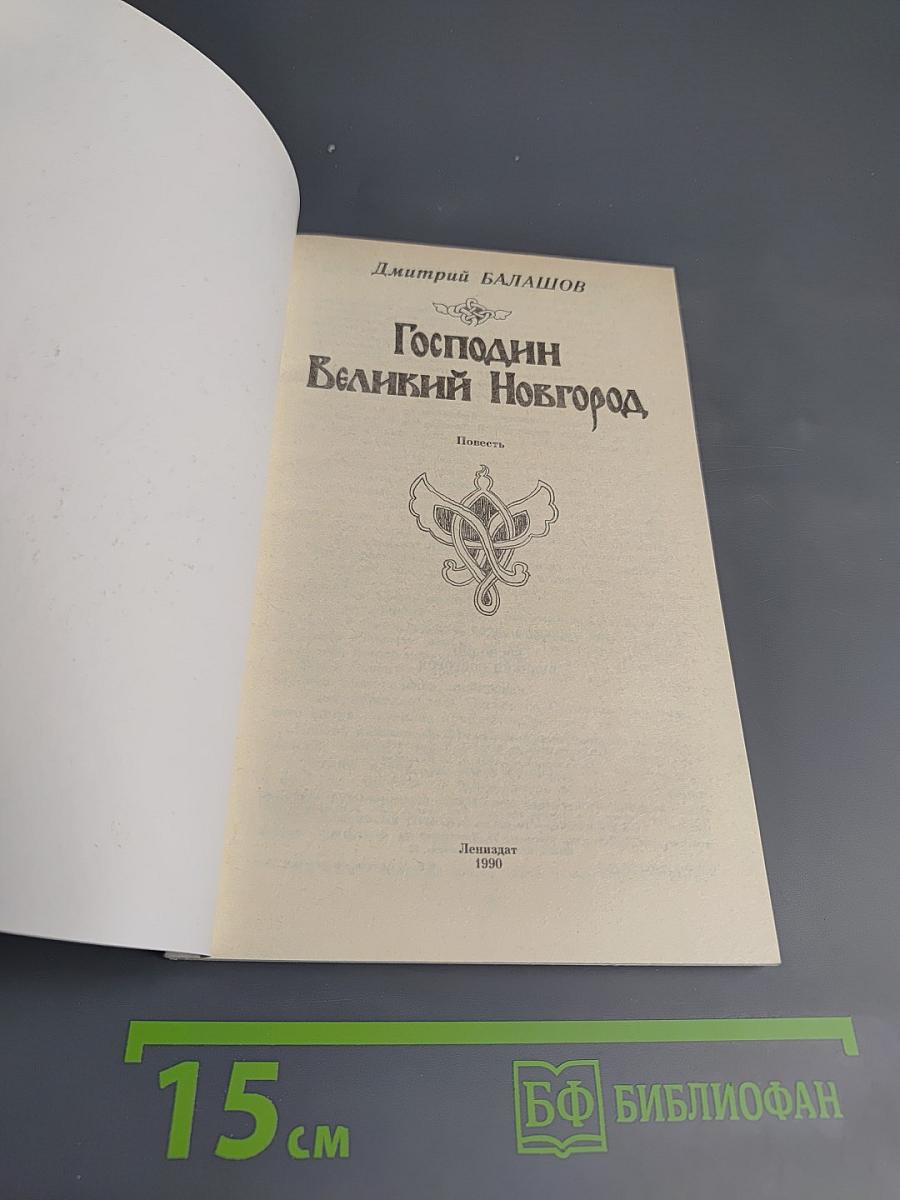 Дмитрий БАЛАШОВ
Господин
Великий Новгород
Повесть
Лениздат
1990
15 см
БФ БИБЛИОФАН